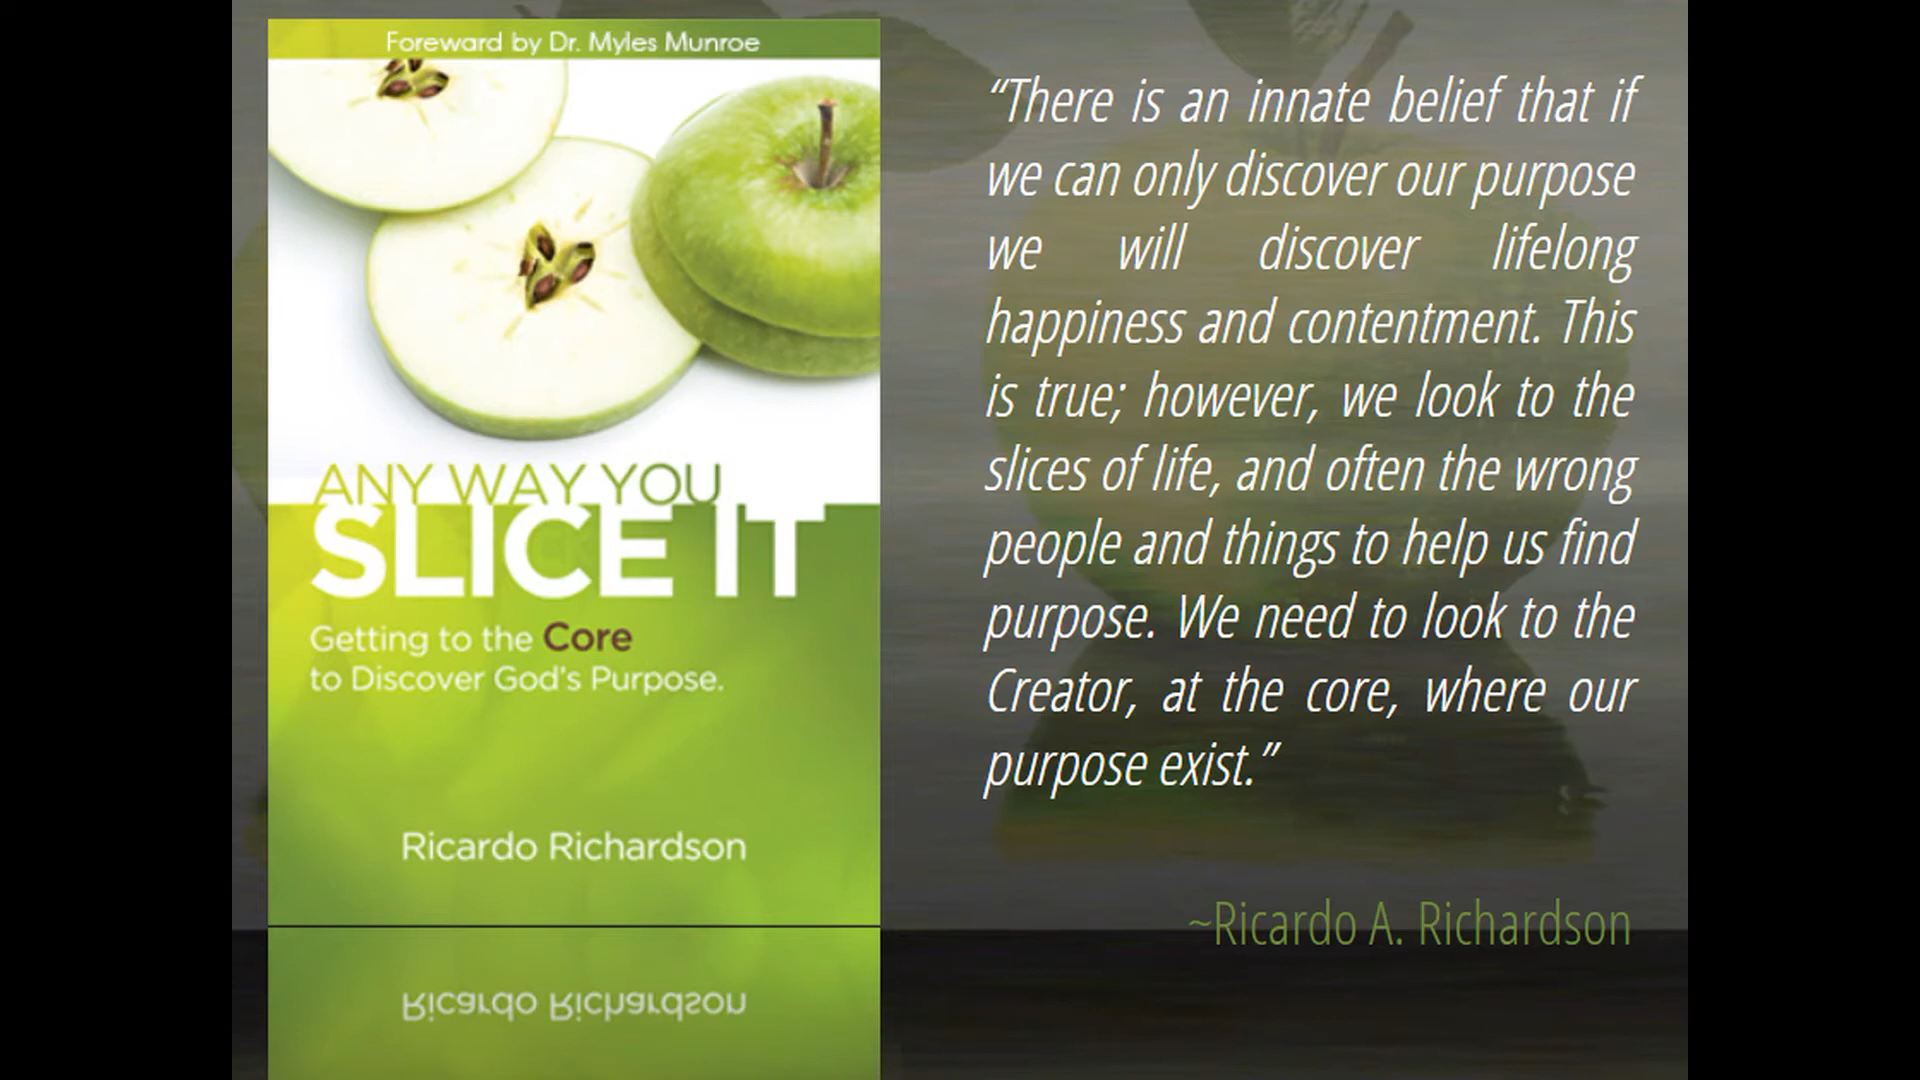 Foreward by Dr. Myles Munroe
ANY WAY YOU
SLICE IT
Getting to the Core
to Discover God's Purpose.
Ricardo Richardson
Ricardo Richardson
“There is an innate belief that if
we can only discover our purpose
we will discover lifelong
happiness and contentment. This
is true; however, we look to the
slices of life, and often the wrong
people and things to help us find
purpose. We need to look to the
Creator, at the core, where our
purpose exist.”
~Ricardo A. Richardson